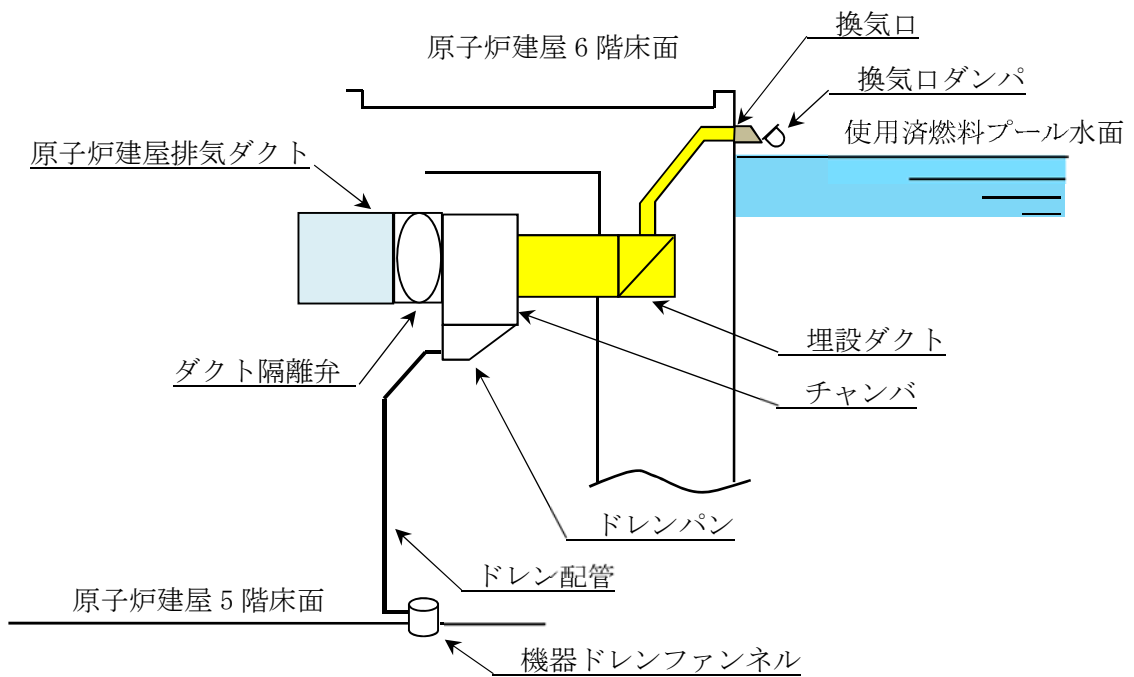 換気口
原子炉建屋6階床面
換気口ダンパ
使用済燃料プール水面
原子炉建屋排気ダクト
埋設ダクト
ダクト隔離弁
チャンバ
ドレンパン
ドレン配管
原子炉建屋5階床面
機器ドレンファンネル